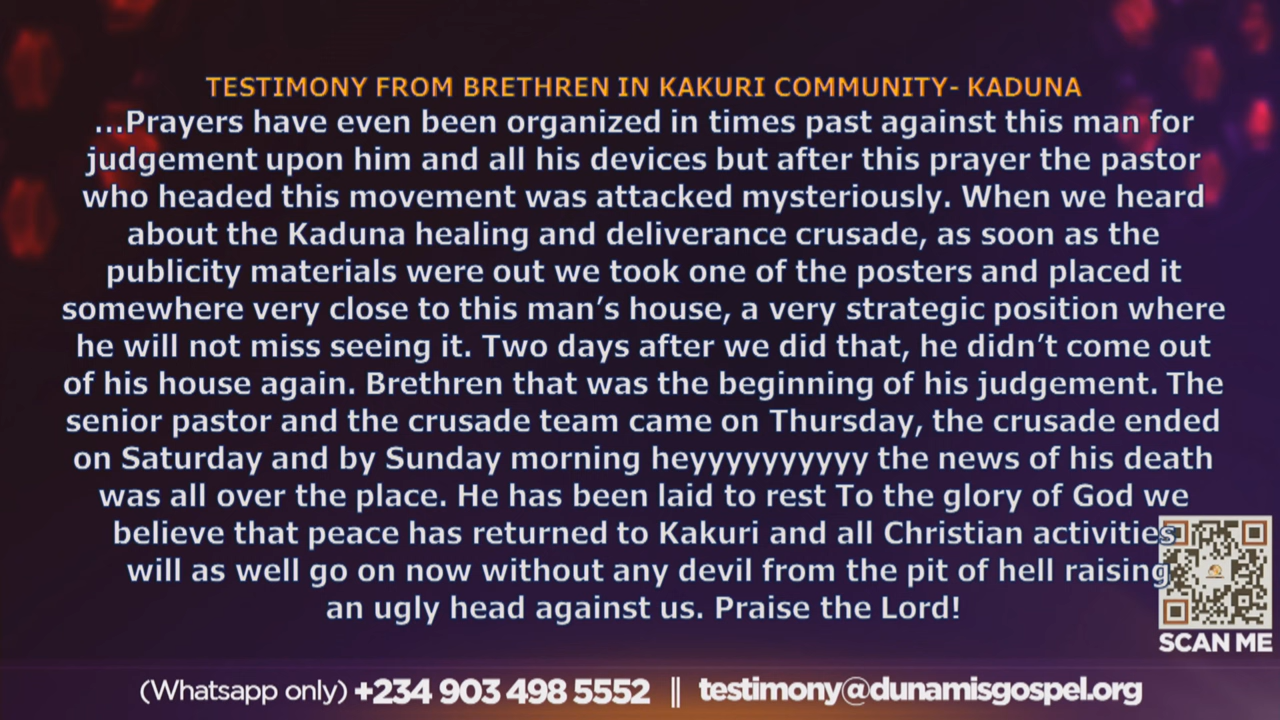 TESTIMONY FROM BRETHREN IN KAKURI COMMUNITY- KADUNA
...Prayers have even been organized in times past against this man for
judgement upon him and all his devices but after this prayer the pastor
who headed this movement was attacked mysteriously. When we heard
about the Kaduna healing and deliverance crusade, as soon as the
publicity materials were out we took one of the posters and placed it
somewhere very close to this man’s house, a very strategic position where
he will not miss seeing it. Two days after we did that, he didn’t come out
of his house again. Brethren that was the beginning of his judgement. The
senior pastor and the crusade team came on Thursday, the crusade ended
on Saturday and by Sunday morning heyyyyyyyyyy the news of his death
was all over the place. He has been laid to rest To the glory of God we
believe that peace has returned to Kakuri and all Christian activities
will as well go on now without any devil from the pit of hell raising
an ugly head against us. Praise the Lord!
SCAN ME
(Whatsapp only) +234 903 498 5552 || testimony@dunamisgospel.org